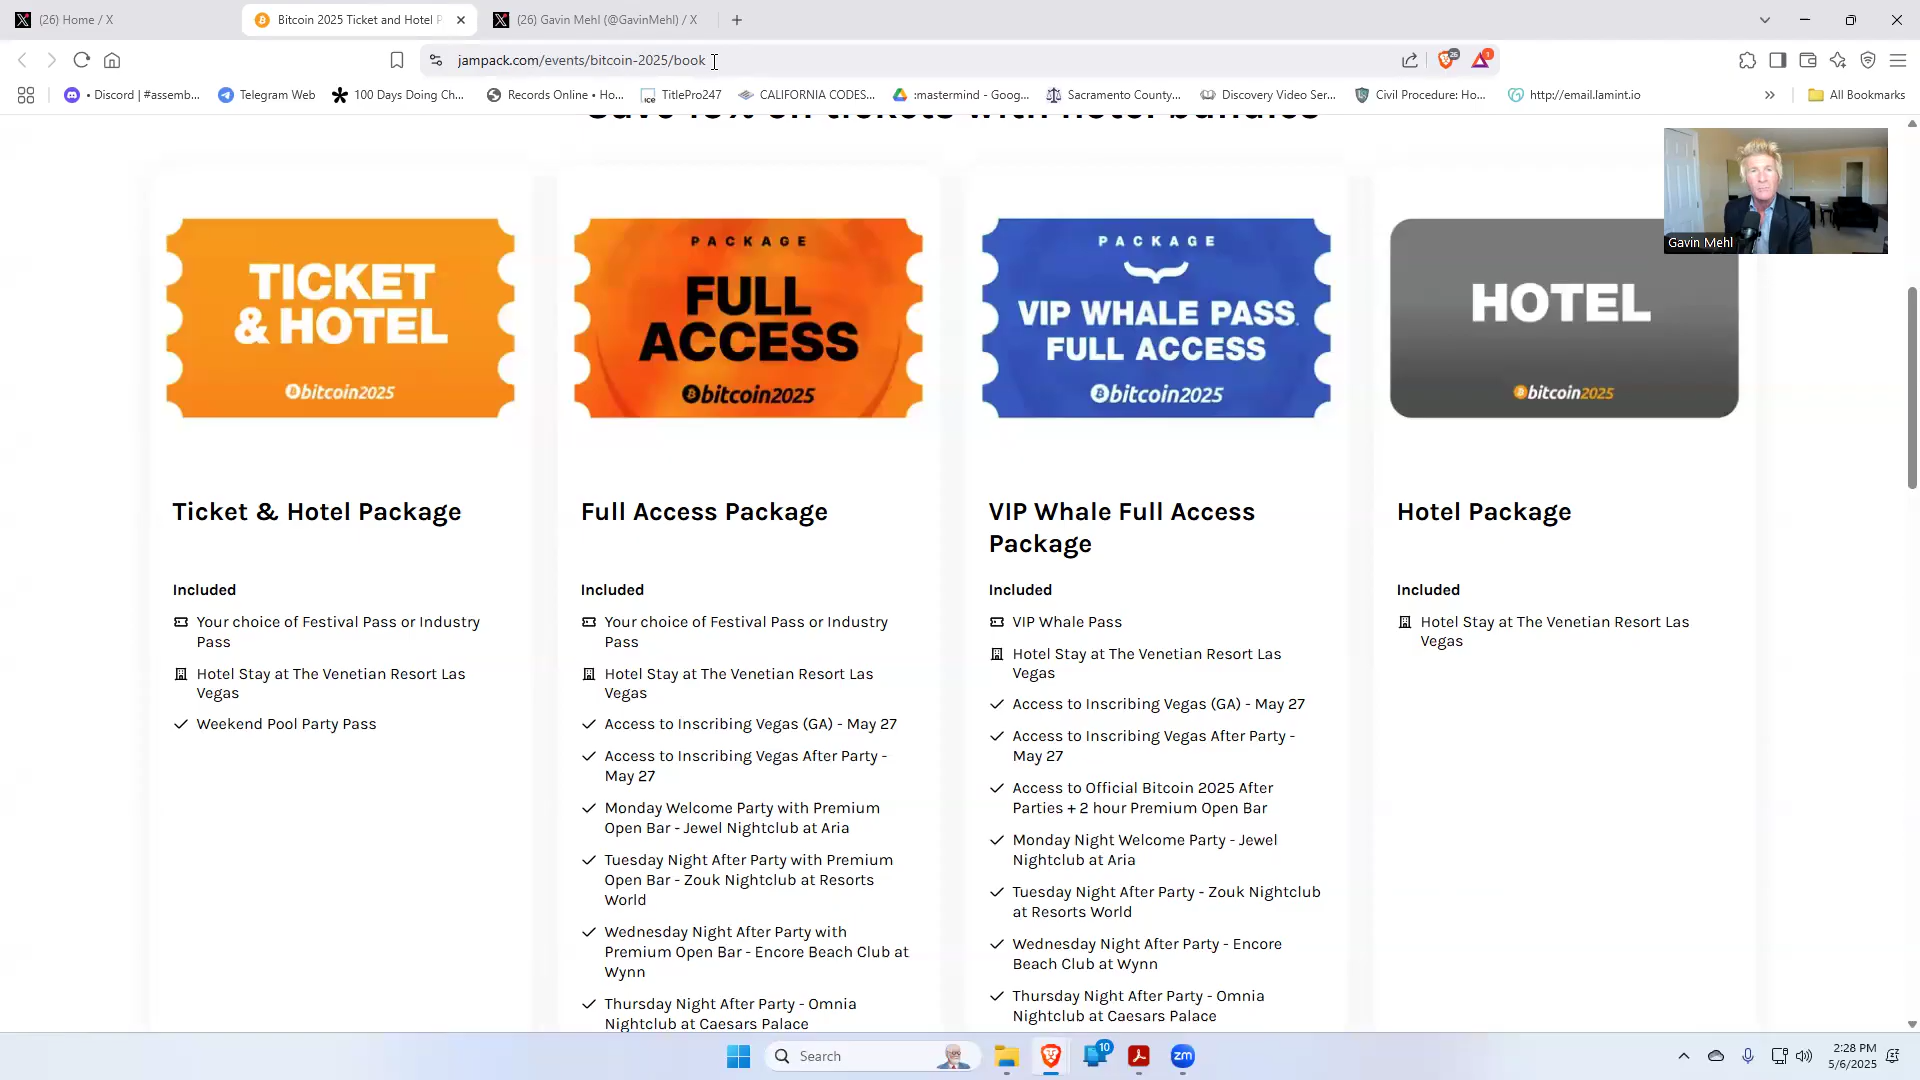 (26) Home / X
Bitcoin 2025 Ticket and Hotel P
(26) Gavin Mehl (@GavinMehl) / X
jampack.com/events/bitcoin-2025/book
26
1
• Discord | #assemb...
Telegram Web
100 Days Doing Ch...
Records Online • Ho...
TitlePro247
CALIFORNIA CODES...
:mastermind - Goog...
Sacramento County...
Discovery Video Ser...
Civil Procedure: Ho...
http://email.lamint.io
All Bookmarks
Save 10% on tickets with hotel bundles
Gavin Mehl
TICKET
& HOTEL
bitcoin2025
PACKAGE
FULL
ACCESS
bitcoin2025
PACKAGE
VIP WHALE PASS
FULL ACCESS
bitcoin2025
HOTEL
bitcoin2025
Ticket & Hotel Package
Included
Your choice of Festival Pass or Industry
Pass
Hotel Stay at The Venetian Resort Las
Vegas
Weekend Pool Party Pass
Full Access Package
Included
Your choice of Festival Pass or Industry
Pass
Hotel Stay at The Venetian Resort Las
Vegas
Access to Inscribing Vegas (GA) - May 27
Access to Inscribing Vegas After Party -
May 27
Monday Welcome Party with Premium
Open Bar - Jewel Nightclub at Aria
Tuesday Night After Party with Premium
Open Bar - Zouk Nightclub at Resorts
World
Wednesday Night After Party with
Premium Open Bar - Encore Beach Club at
Wynn
Thursday Night After Party - Omnia
Nightclub at Caesars Palace
VIP Whale Full Access
Package
Included
VIP Whale Pass
Hotel Stay at The Venetian Resort Las
Vegas
Access to Inscribing Vegas (GA) - May 27
Access to Inscribing Vegas After Party -
May 27
Access to Official Bitcoin 2025 After
Parties + 2 hour Premium Open Bar
Monday Night Welcome Party - Jewel
Nightclub at Aria
Tuesday Night After Party - Zouk Nightclub
at Resorts World
Wednesday Night After Party - Encore
Beach Club at Wynn
Thursday Night After Party - Omnia
Nightclub at Caesars Palace
Hotel Package
Included
Hotel Stay at The Venetian Resort Las
Vegas
Search
10
zm
2:28 PM
5/6/2025